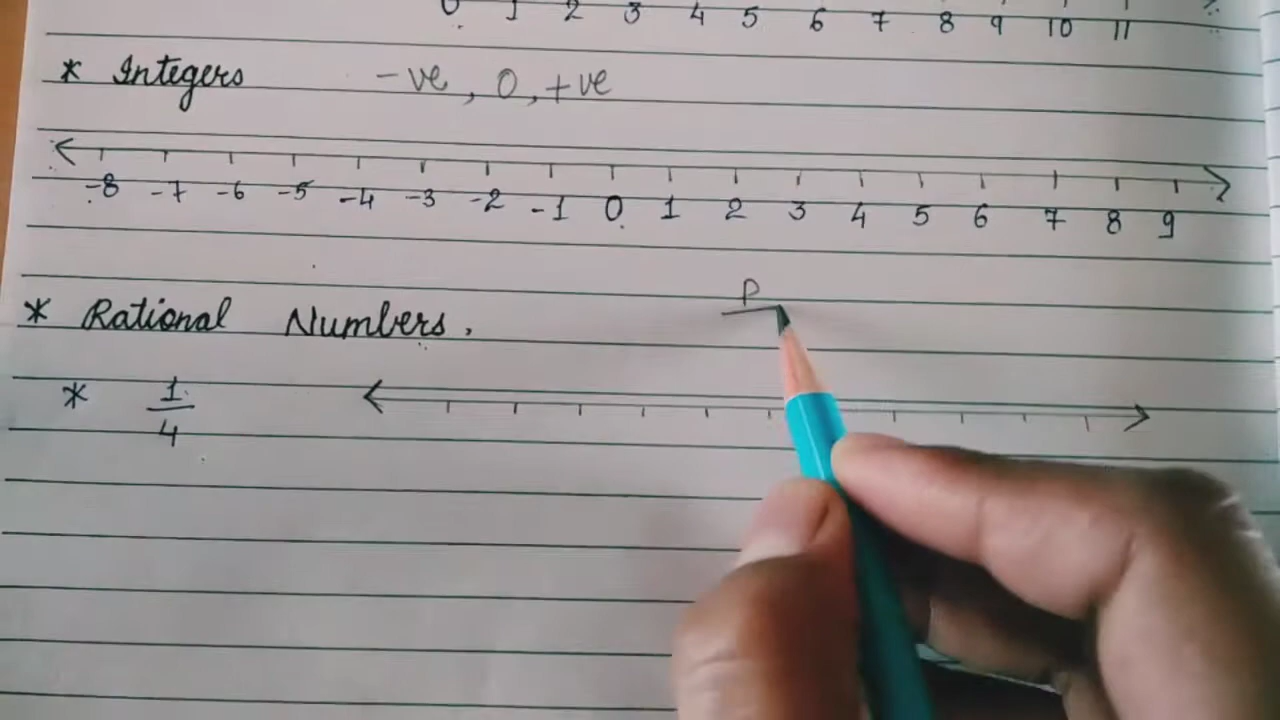 0 1 2 3 4 5 6 7 8 9 10 11
* Integers -ve, 0, +ve
-8 -7 -6 -5 -4 -3 -2 -1 0 1 2 3 4 5 6 7 8 9
P
* Rational Numbers.
* 1/4